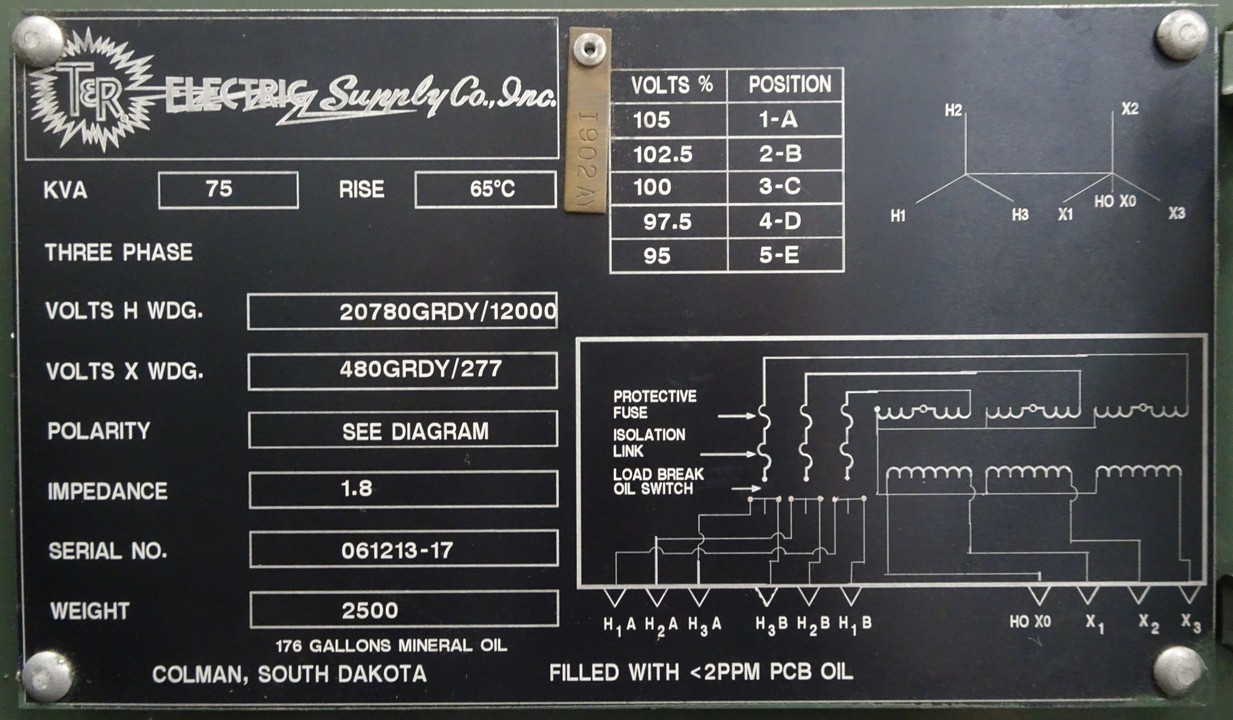 T&R ELECTRIC Supply Co., Inc.
KVA 75 RISE 65°C
THREE PHASE
VOLTS H WDG. 20780GRDY/12000
VOLTS X WDG. 480GRDY/277
POLARITY SEE DIAGRAM
IMPEDANCE 1.8
SERIAL NO. 061213-17
WEIGHT 2500
176 GALLONS MINERAL OIL
COLMAN, SOUTH DAKOTA
FILLED WITH <2PPM PCB OIL
1902 A
VOLTS % POSITION
105 1-A
102.5 2-B
100 3-C
97.5 4-D
95 5-E
H2 X2
H1 H3 X1 HO X0 X3
PROTECTIVE
FUSE
ISOLATION
LINK
LOAD BREAK
OIL SWITCH
H1A H2A H3A H3B H2B H1B HO X0 X1 X2 X3